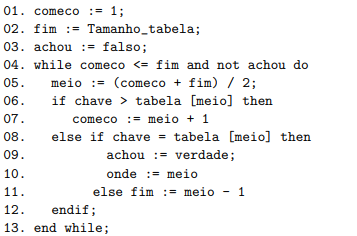 01. comeco := 1;
02. fim := Tamanho_tabela;
03. achou := falso;
04. while comeco <= fim and not achou do
05.    meio := (comeco + fim) / 2;
06.    if chave > tabela [meio] then
07.       comeco := meio + 1
08.    else if chave = tabela [meio] then
09.            achou := verdade;
10.            onde := meio
11.          else fim := meio - 1
12.    endif;
13. end while;